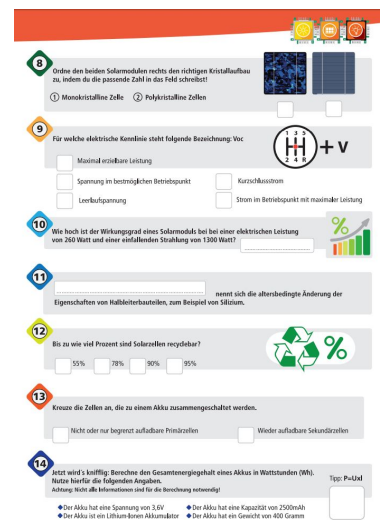 8
Ordne den beiden Solarmodulen rechts den richtigen Kristallaufbau
zu, indem du die passende Zahl in das Feld schreibst!
1 Monokristalline Zelle 2 Polykristalline Zellen
9
Für welche elektrische Kennlinie steht folgende Bezeichnung: Voc
1 3 5
2 4 R
+ V
Maximal erzielbare Leistung
Spannung im bestmöglichen Betriebspunkt
Kurzschlussstrom
Leerlaufspannung
Strom im Betriebspunkt mit maximaler Leistung
10
Wie hoch ist der Wirkungsgrad eines Solarmoduls bei bei einer elektrischen Leistung
von 260 Watt und einer einfallenden Strahlung von 1300 Watt?
%
11
nennt sich die altersbedingte Änderung der
Eigenschaften von Halbleiterbauteilen, zum Beispiel von Silizium.
12
Bis zu wie viel Prozent sind Solarzellen recycelbar?
55% 78% 90% 95%
%
13
Kreuze die Zellen an, die zu einem Akku zusammengeschaltet werden.
Nicht oder nur begrenzt aufladbare Primärzellen
Wieder aufladbare Sekundärzellen
14
Jetzt wird's knifflig: Berechne den Gesamtenergiegehalt eines Akkus in Wattstunden (Wh).
Nutze hierfür die folgenden Angaben.
Achtung: Nicht alle Informationen sind für die Berechnung notwendig!
Tipp: P=UxI
Der Akku hat eine Spannung von 3,6V
Der Akku hat eine Kapazität von 2500mAh
Der Akku ist ein Lithium-Ionen Akkumulator
Der Akku hat ein Gewicht von 400 Gramm